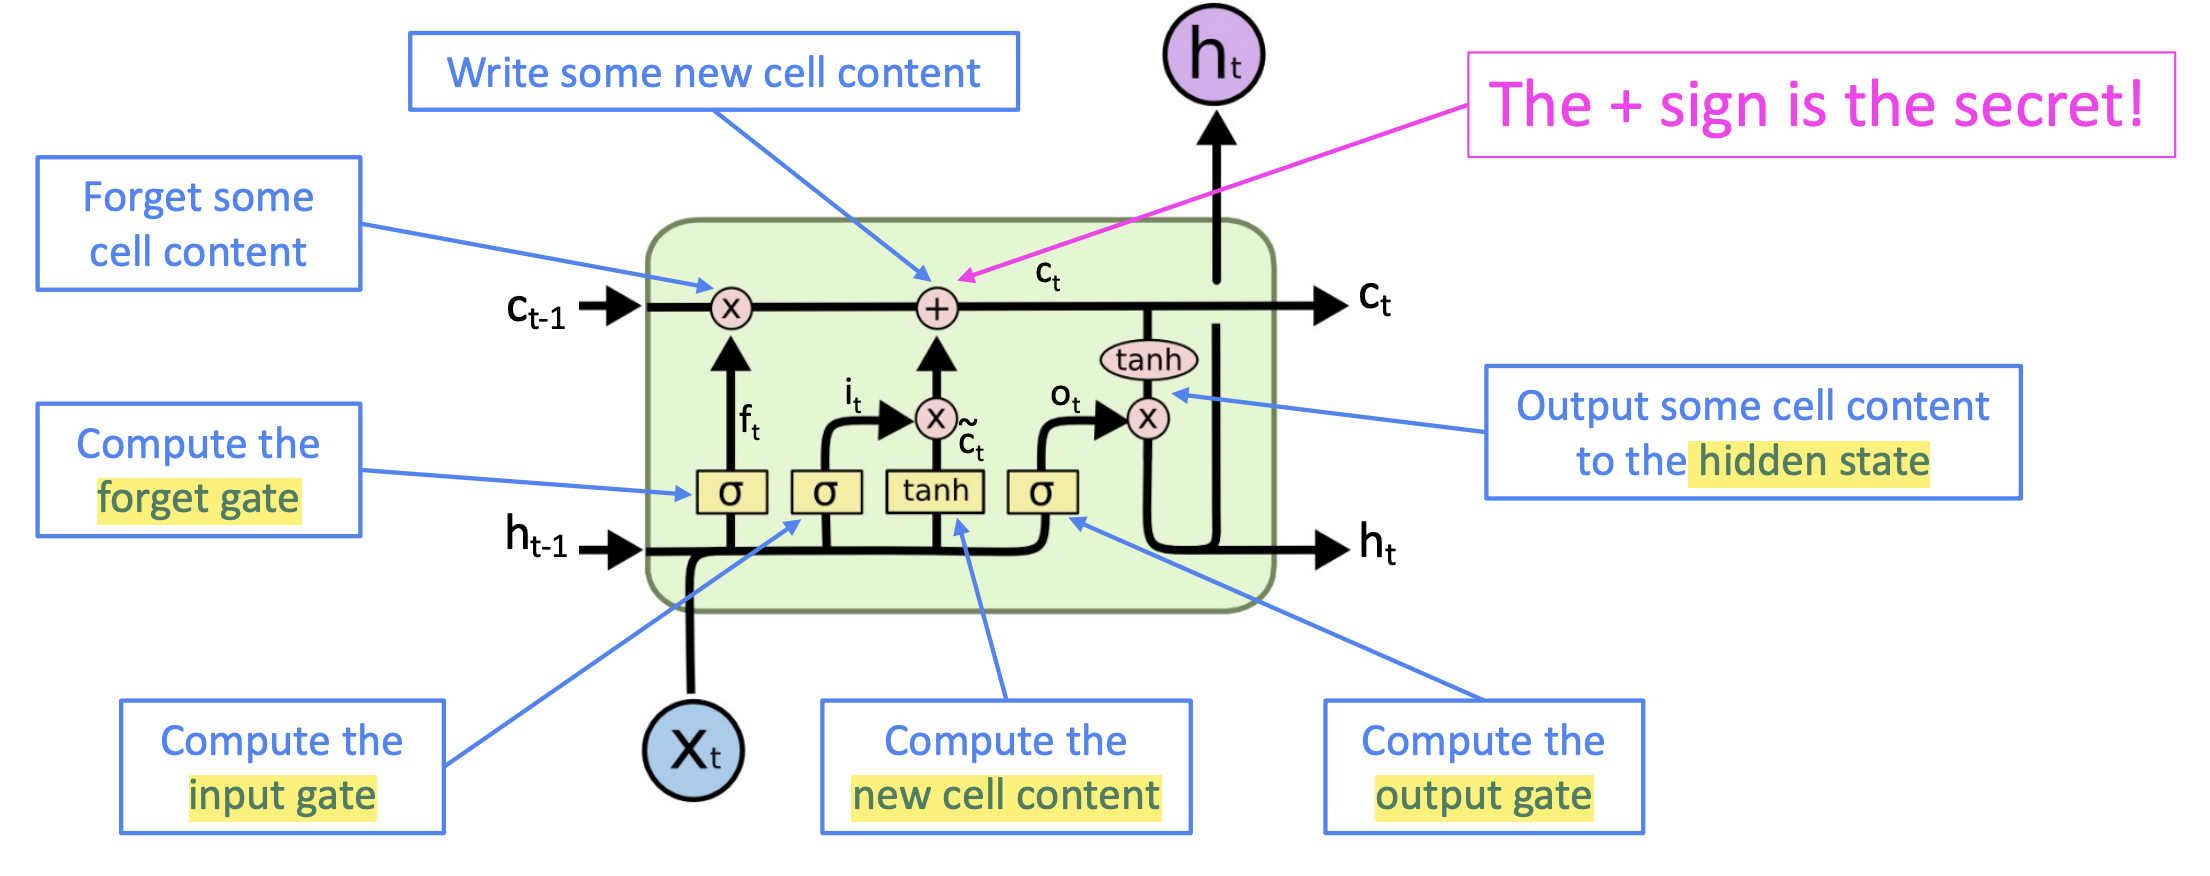 Write some new cell content
h_t
The + sign is the secret!
Forget some
cell content
c_t
c_{t-1}
x
+
c_t
tanh
Output some cell content
to the hidden state
Compute the
forget gate
f_t
i_t
x
c̃_t
o_t
x
σ
σ
tanh
σ
h_{t-1}
h_t
X_t
Compute the
input gate
Compute the
new cell content
Compute the
output gate